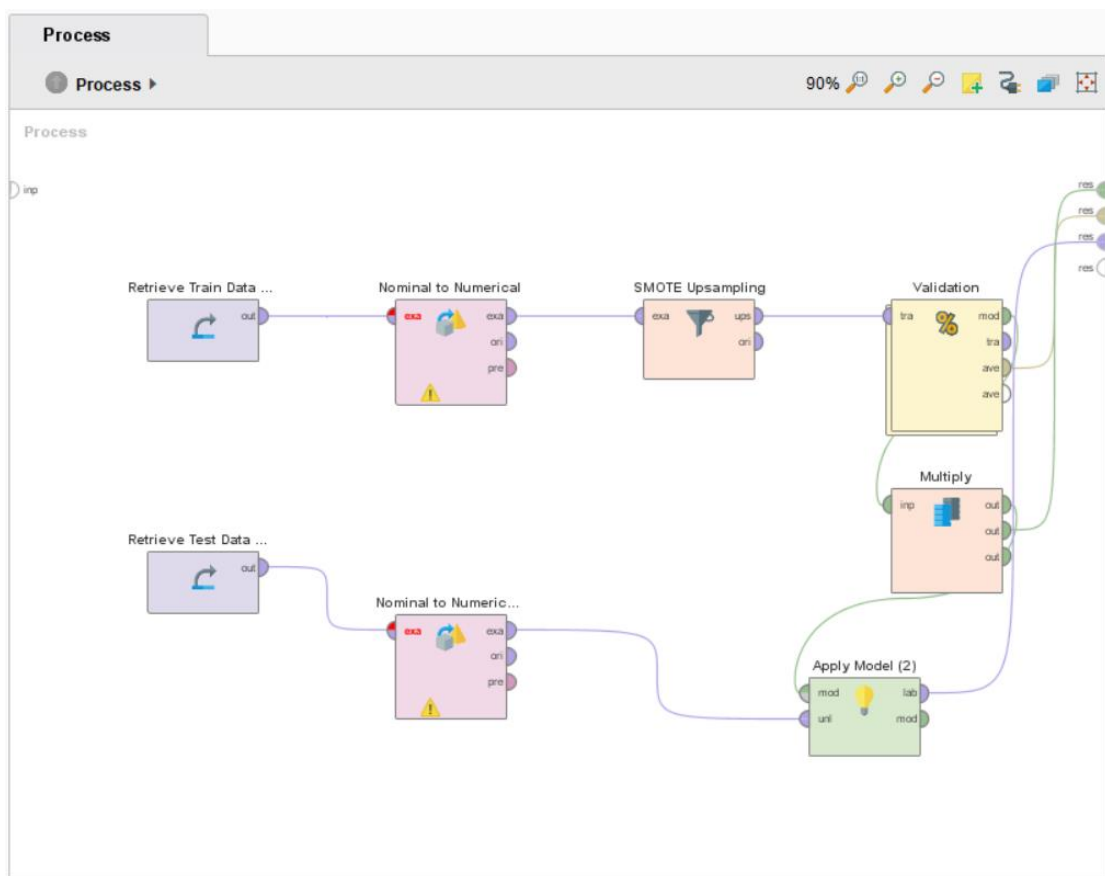 Process
Process
90%
Process
inp
res
res
res
res
Retrieve Train Data ...
out
Nominal to Numerical
exa
exa
ori
pre
SMOTE Upsampling
exa
ups
ori
Validation
tra
%
mod
tra
ave
ave
Multiply
inp
out
out
out
Retrieve Test Data ...
out
Nominal to Numeric...
exa
exa
ori
pre
Apply Model (2)
mod
lab
unl
mod